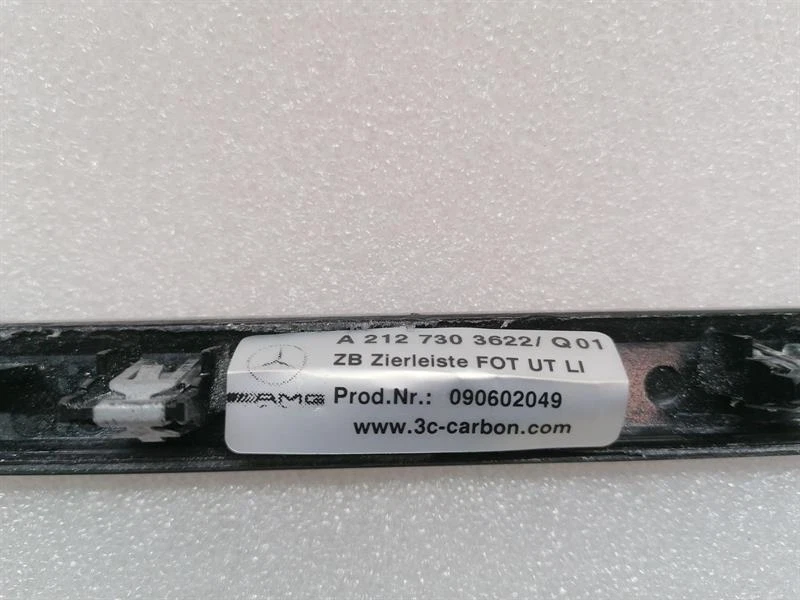 A 212 730 3622/ Q01
ZB Zierleiste FOT UT LI
AMG
Prod.Nr.: 090602049
www.3c-carbon.com